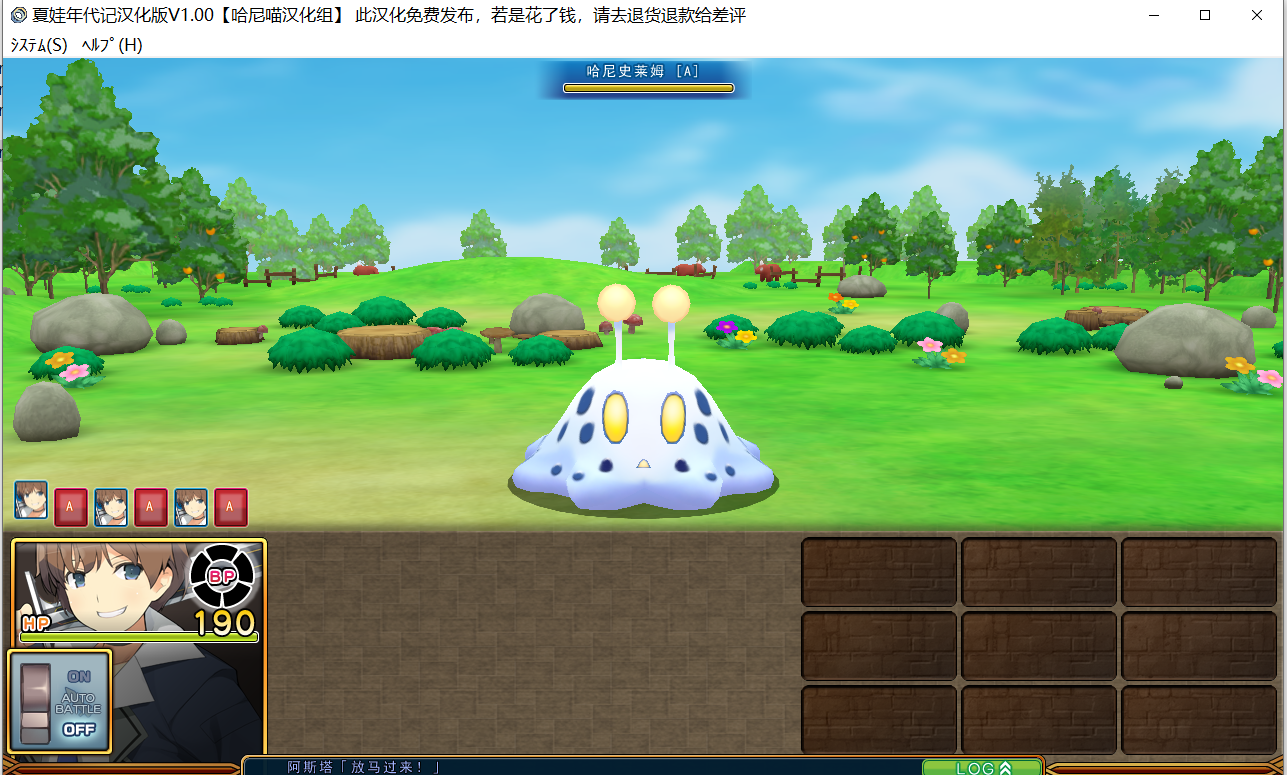 夏娃年代记汉化版V1.00【哈尼喵汉化组】 此汉化免费发布，若是花了钱，请去退货退款给差评
ｼｽﾃﾑ(S) ﾍﾙﾌﾟ(H)
哈尼史莱姆 [A]
A A A
BP
HP 190
ON
AUTO
BATTLE
OFF
阿斯塔「放马过来！」
LOG